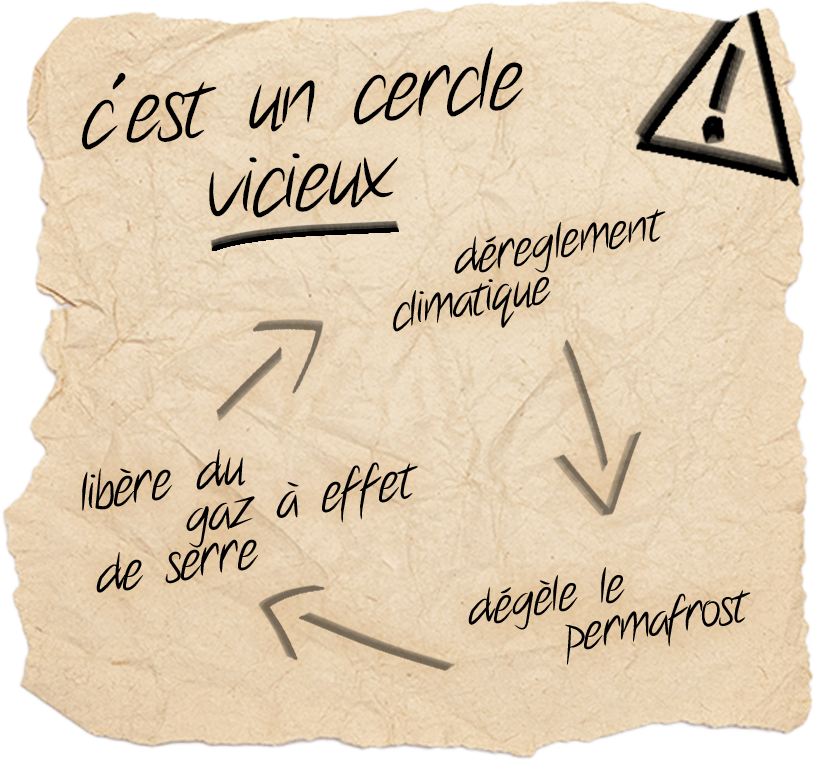 c'est un cercle
vicieux
déreglement
climatique
libère du
gaz à effet
de serre
dégèle le
permafrost